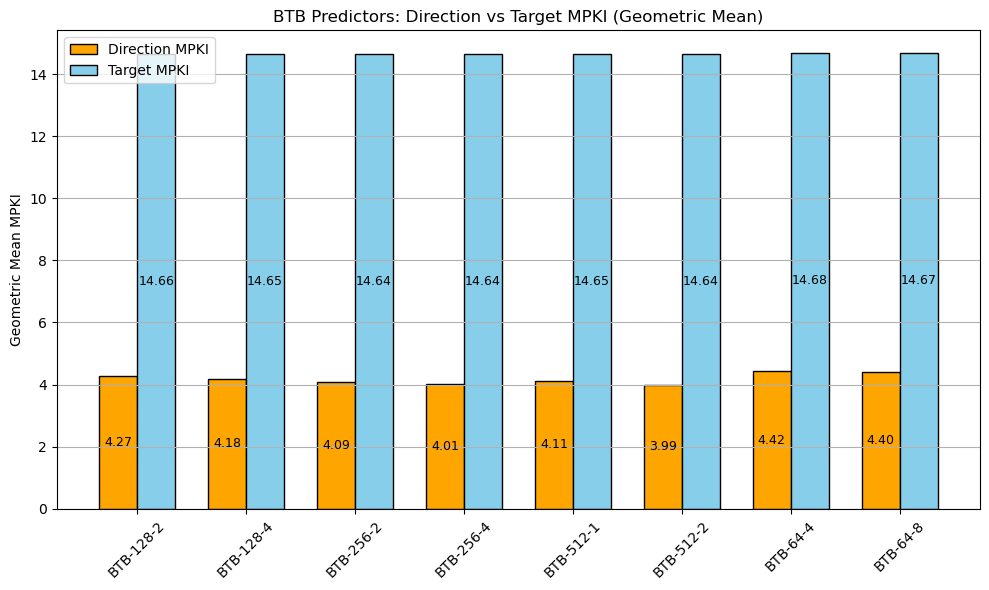 BTB Predictors: Direction vs Target MPKI (Geometric Mean)
Direction MPKI
Target MPKI
Geometric Mean MPKI
14
12
10
8
6
4
2
0
14.66
14.65
14.64
14.64
14.65
14.64
14.68
14.67
4.27
4.18
4.09
4.01
4.11
3.99
4.42
4.40
BTB-128-2
BTB-128-4
BTB-256-2
BTB-256-4
BTB-512-1
BTB-512-2
BTB-64-4
BTB-64-8